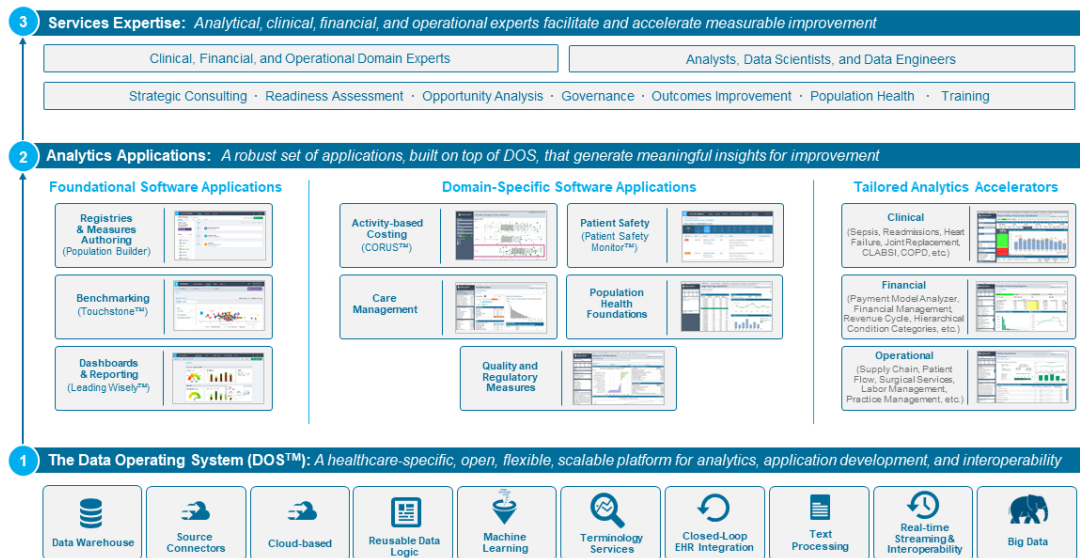 3
Services Expertise: Analytical, clinical, financial, and operational experts facilitate and accelerate measurable improvement
Clinical, Financial, and Operational Domain Experts
Analysts, Data Scientists, and Data Engineers
Strategic Consulting · Readiness Assessment · Opportunity Analysis · Governance · Outcomes Improvement · Population Health · Training
2
Analytics Applications: A robust set of applications, built on top of DOS, that generate meaningful insights for improvement
Foundational Software Applications
Registries
& Measures
Authoring
(Population Builder)
Benchmarking
(Touchstone™)
Dashboards
& Reporting
(Leading Wisely™)
Domain-Specific Software Applications
Activity-based
Costing
(CORUS™)
Patient Safety
(Patient Safety
Monitor™)
Care
Management
Population
Health
Foundations
Quality and
Regulatory
Measures
Tailored Analytics Accelerators
Clinical
(Sepsis, Readmissions, Heart
Failure, Joint Replacement,
CLABSI, COPD, etc.)
Financial
(Payment Model Analyzer,
Financial Management,
Revenue Cycle, Hierarchical
Condition Categories, etc.)
Operational
(Supply Chain, Patient
Flow, Surgical Services,
Labor Management,
Practice Management, etc.)
1
The Data Operating System (DOS™): A healthcare-specific, open, flexible, scalable platform for analytics, application development, and interoperability
Data Warehouse
Source
Connectors
Cloud-based
Reusable Data
Logic
Machine
Learning
Terminology
Services
Closed-Loop
EHR Integration
Text
Processing
Real-time
Streaming &
Interoperability
Big Data